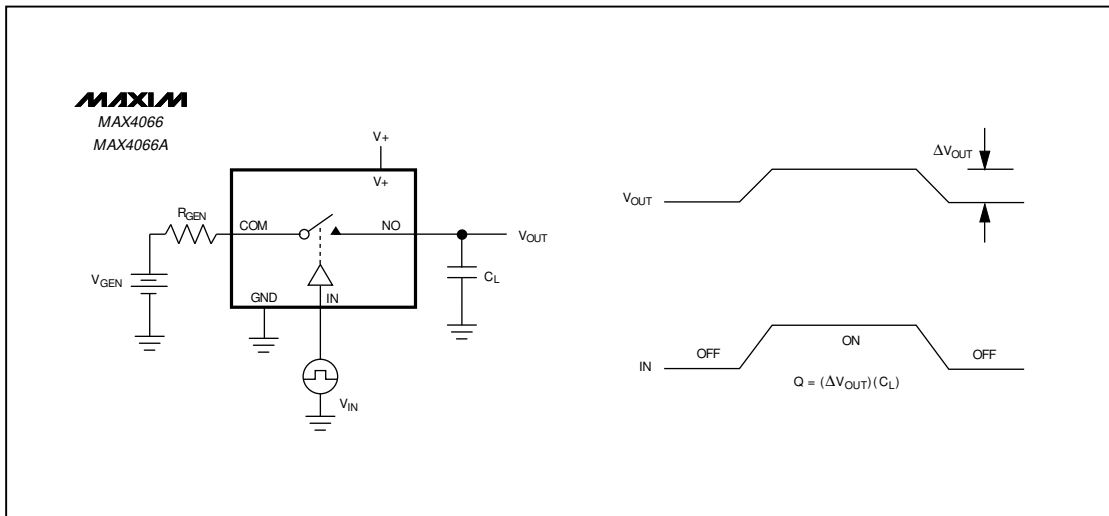 MAXIM
MAX4066
MAX4066A
V+
V+
RGEN
COM
NO
VOUT
VGEN
CL
GND
IN
VIN
ΔVOUT
VOUT
OFF
ON
OFF
IN
Q = (ΔVOUT)(CL)